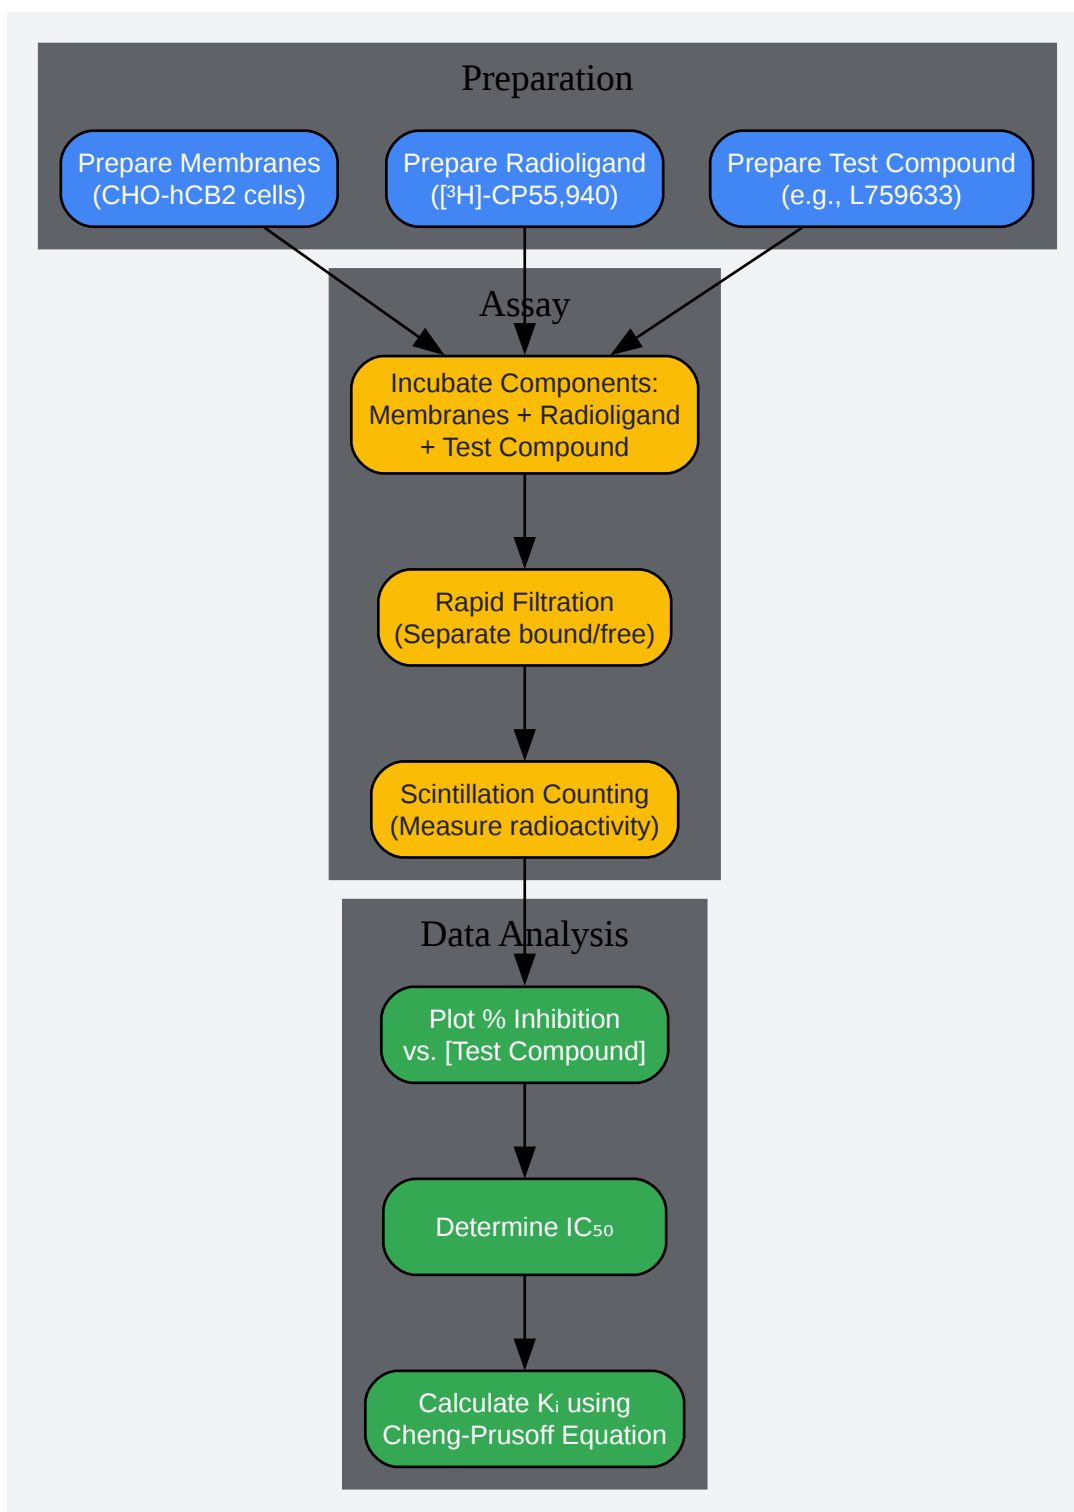 Preparation
Prepare Membranes
(CHO-hCB2 cells)
Prepare Radioligand
([³H]-CP55,940)
Prepare Test Compound
(e.g., L759633)
Assay
Incubate Components:
Membranes + Radioligand
+ Test Compound
Rapid Filtration
(Separate bound/free)
Scintillation Counting
(Measure radioactivity)
Data Analysis
Plot % Inhibition
vs. [Test Compound]
Determine IC₅₀
Calculate Kᵢ using
Cheng-Prusoff Equation